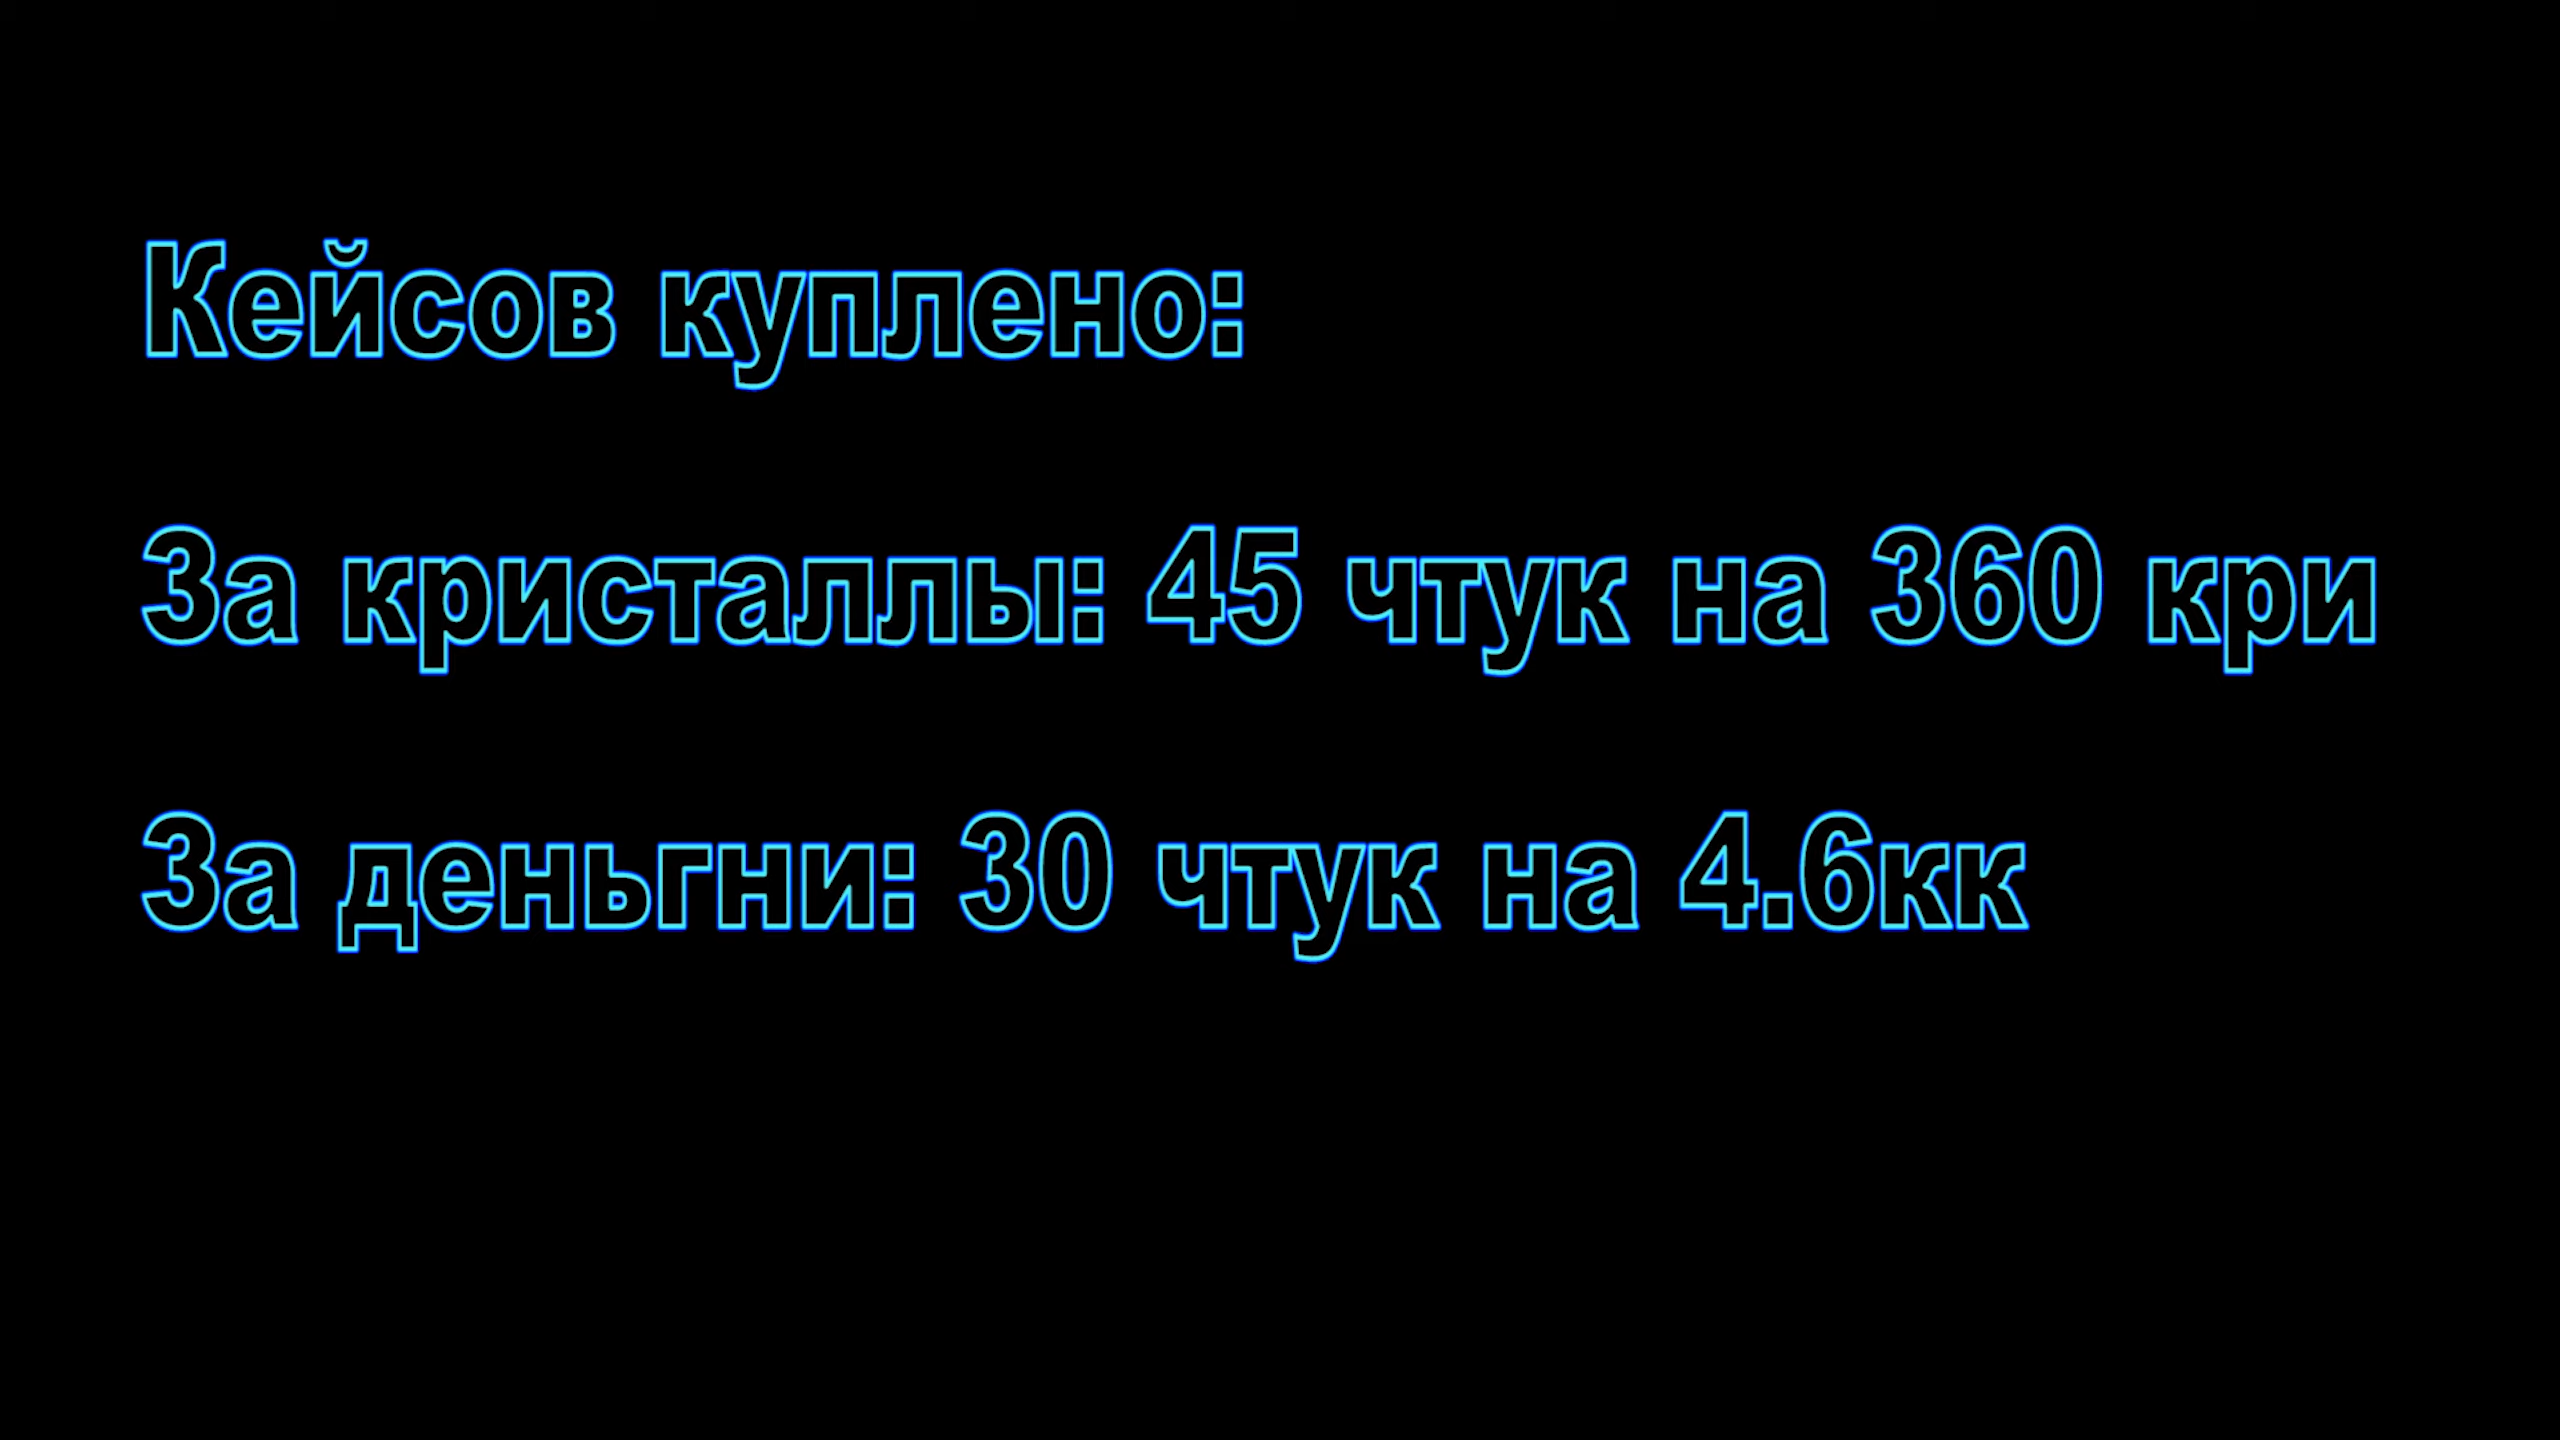 Кейсов куплено:
За кристаллы: 45 чтук на 360 кри
За деньгни: 30 чтук на 4.6кк